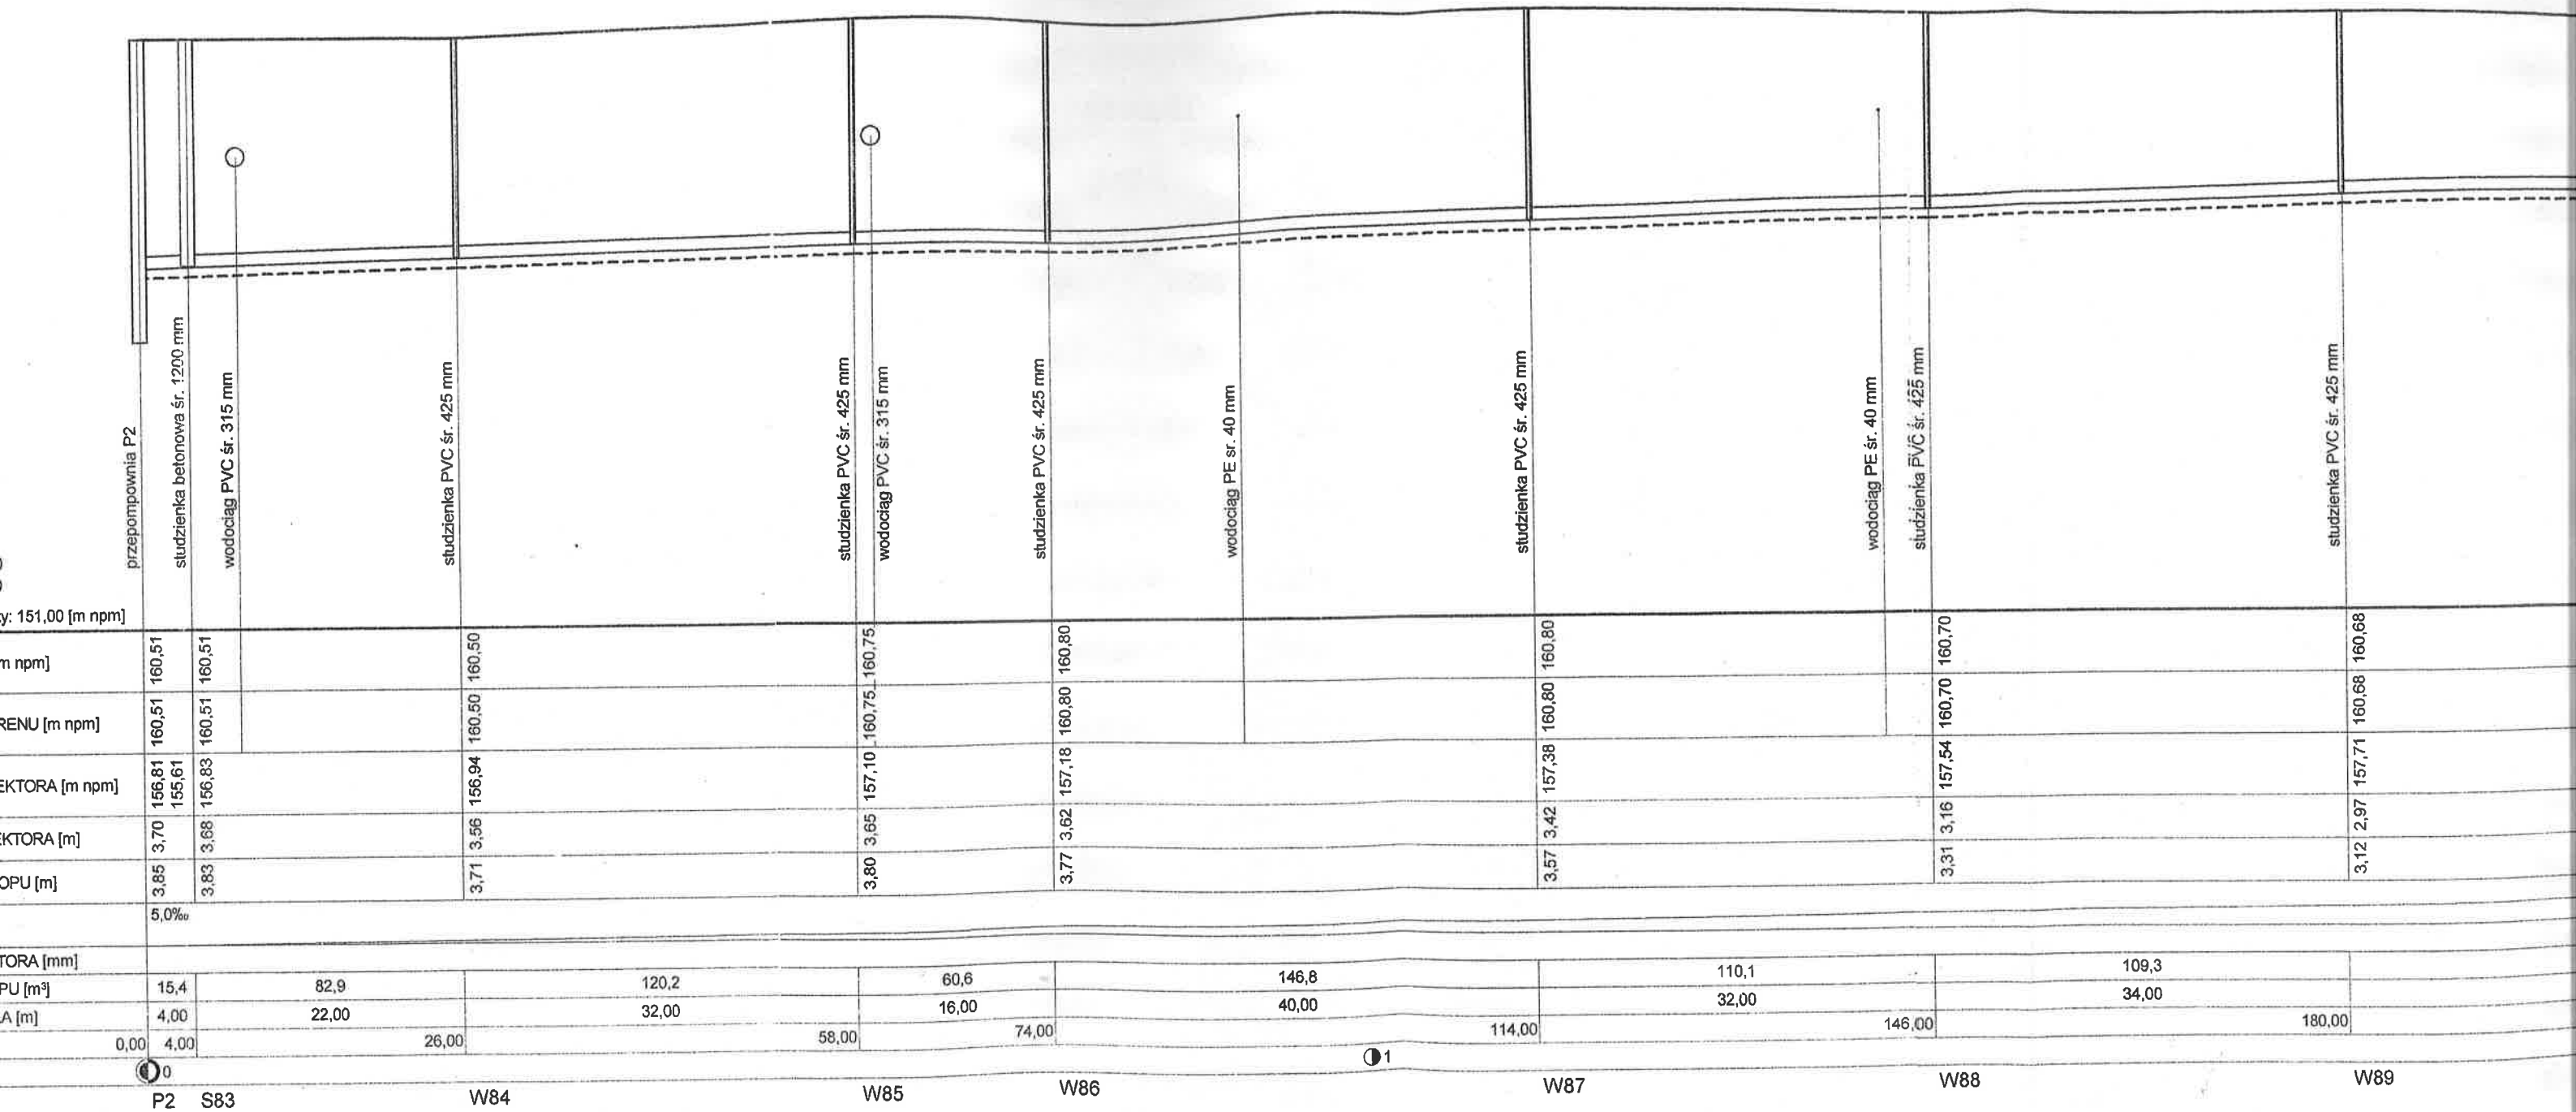 przepompownia P2
studzienka betonowa śr. 1200 mm
wodociąg PVC śr. 315 mm
studzienka PVC śr. 425 mm
studzienka PVC śr. 425 mm
wodociąg PVC śr. 315 mm
studzienka PVC śr. 425 mm
wodociąg PE sr. 40 mm
studzienka PVC śr. 425 mm
wodociąg PE śr. 40 mm
studzienka PVC śr. 425 mm
studzienka PVC śr. 425 mm
y: 151,00 [m npm]
m npm] 160,51 160,51 160,50 160,75 160,80 160,80 160,70 160,68
RENU [m npm] 160,51 160,51 160,50 160,75 160,80 160,80 160,70 160,68
EKTORA [m npm] 156,81 155,61 156,83 156,94 157,10 157,18 157,38 157,54 157,71
EKTORA [m] 3,70 3,68 3,56 3,65 3,62 3,42 3,16 2,97
OPU [m] 3,85 3,83 3,71 3,80 3,77 3,57 3,31 3,12
5,0‰
TORA [mm]
PU [m³] 15,4 82,9 120,2 60,6 146,8 110,1 109,3
A [m] 4,00 22,00 32,00 16,00 40,00 32,00 34,00
0,00 4,00 26,00 58,00 74,00 114,00 146,00 180,00
0 1
P2 S83 W84 W85 W86 W87 W88 W89